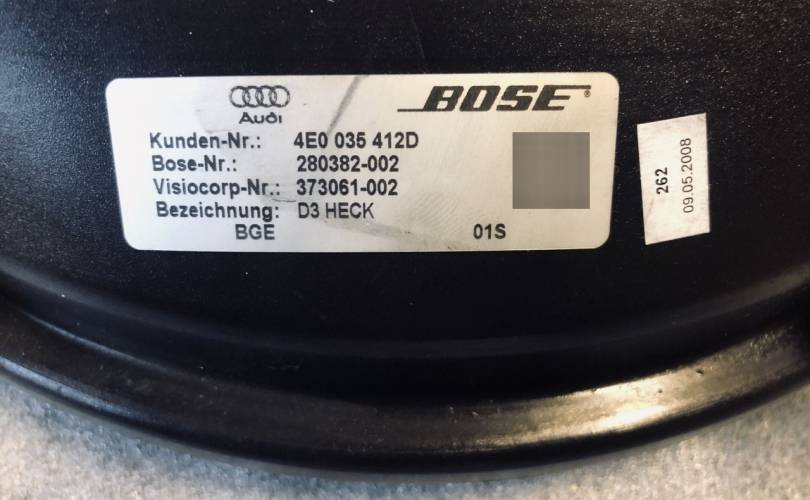 Audi
BOSE®
Kunden-Nr.: 4E0 035 412D
Bose-Nr.: 280382-002
Visiocorp-Nr.: 373061-002
Bezeichnung: D3 HECK
BGE 01S
262
09.05.2008